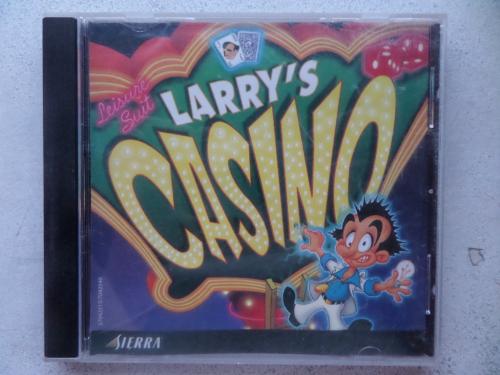 Leisure
Suit
LARRY'S
CASINO
SIERRA